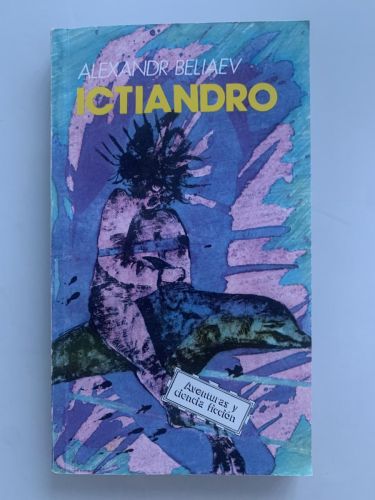 ALEXANDR BELIAEV
ICTIANDRO
Aventuras y
ciencia ficción